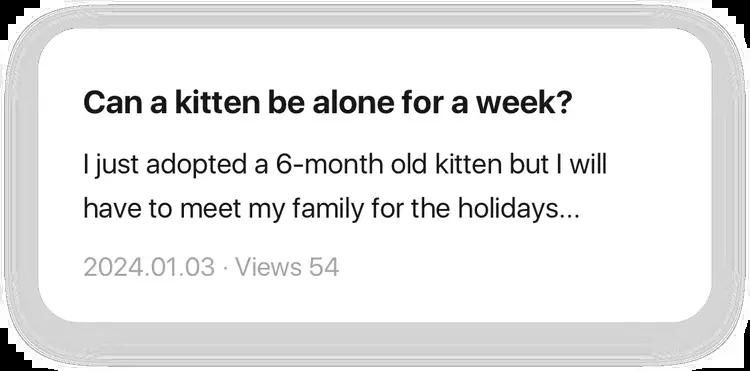 Can a kitten be alone for a week?
I just adopted a 6-month old kitten but I will
have to meet my family for the holidays...
2024.01.03 · Views 54